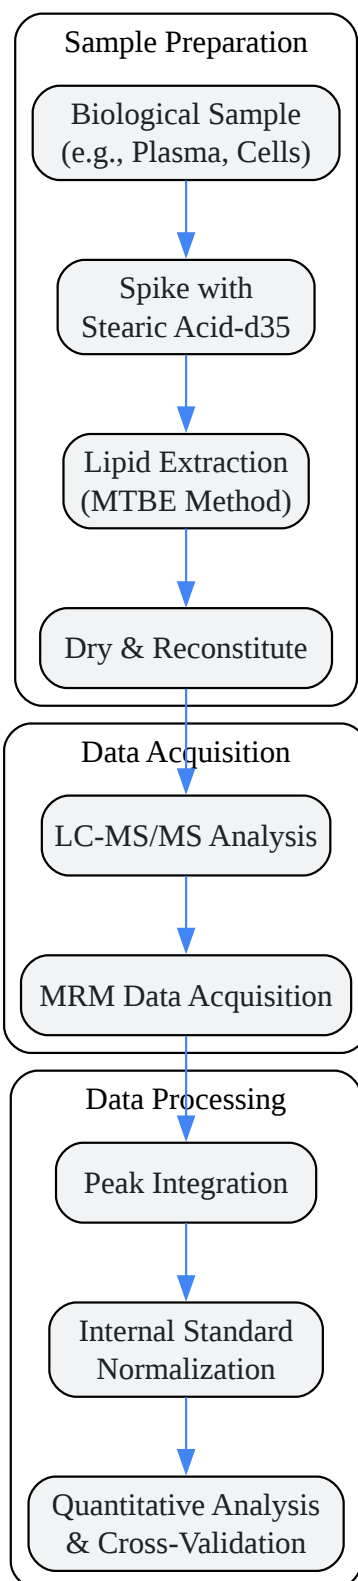 Sample Preparation
Biological Sample
(e.g., Plasma, Cells)
Spike with
Stearic Acid-d35
Lipid Extraction
(MTBE Method)
Dry & Reconstitute
Data Acquisition
LC-MS/MS Analysis
MRM Data Acquisition
Data Processing
Peak Integration
Internal Standard
Normalization
Quantitative Analysis
& Cross-Validation